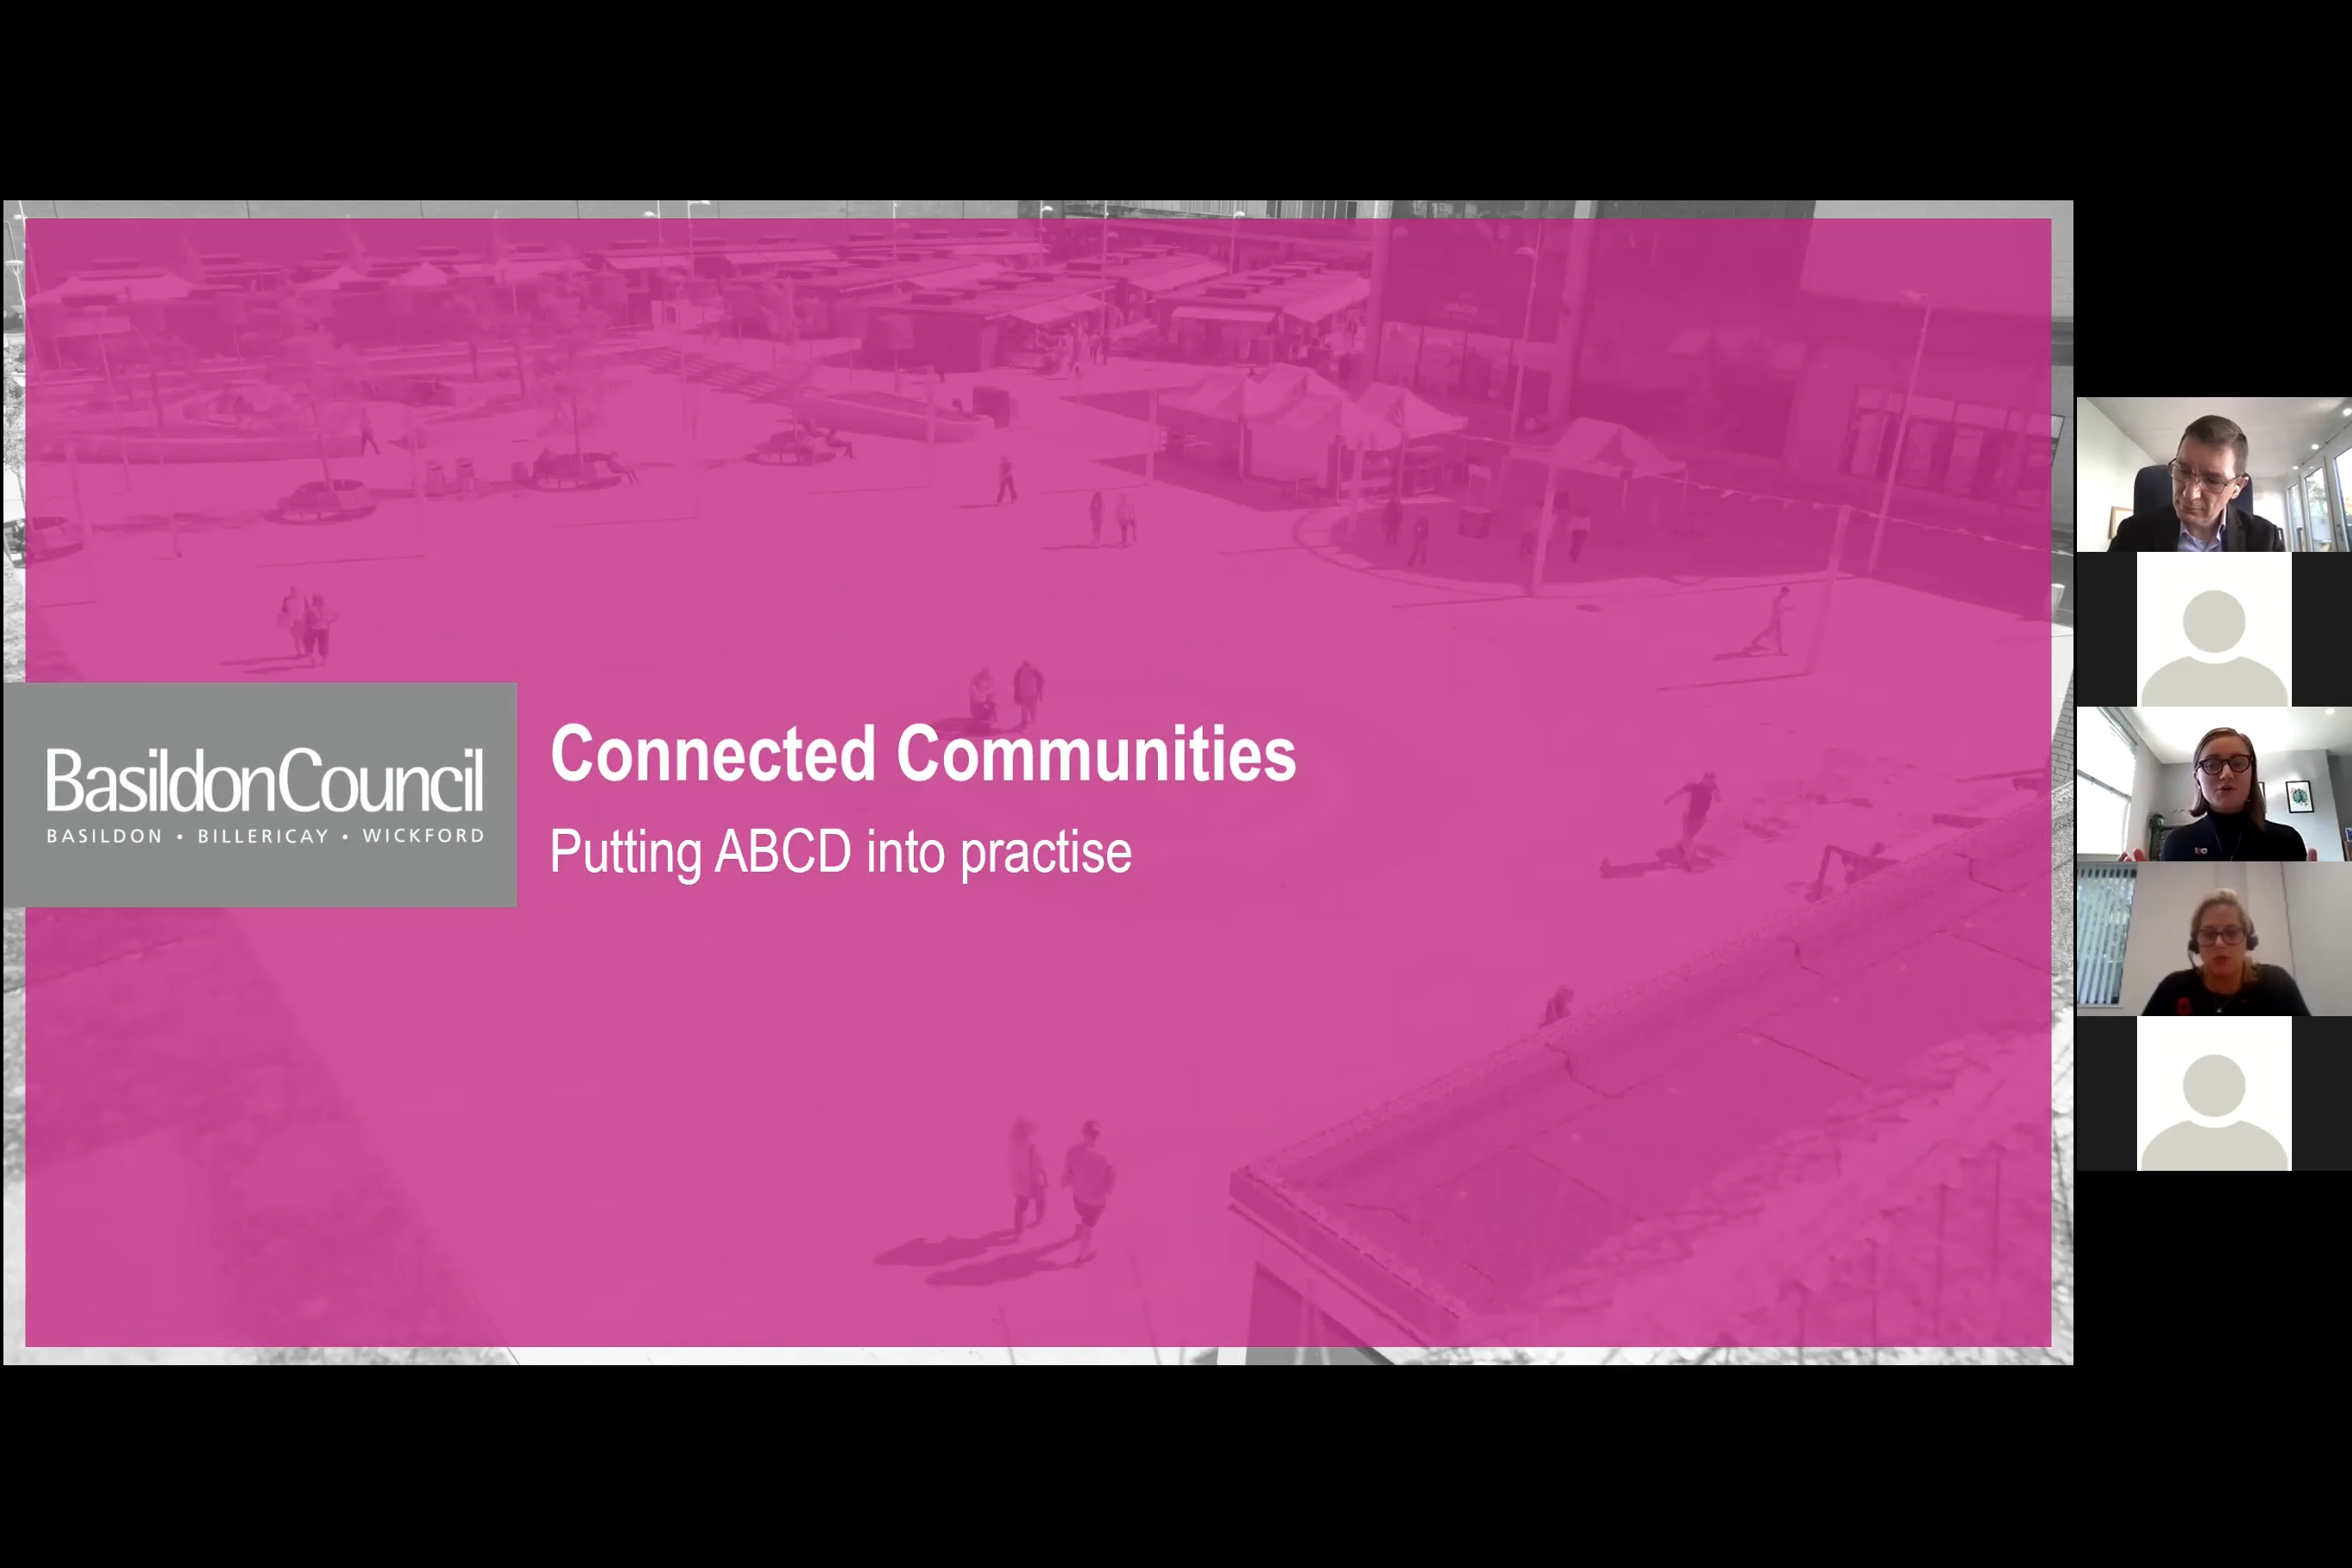 BasildonCouncil
BASILDON • BILLERICAY • WICKFORD
Connected Communities
Putting ABCD into practise